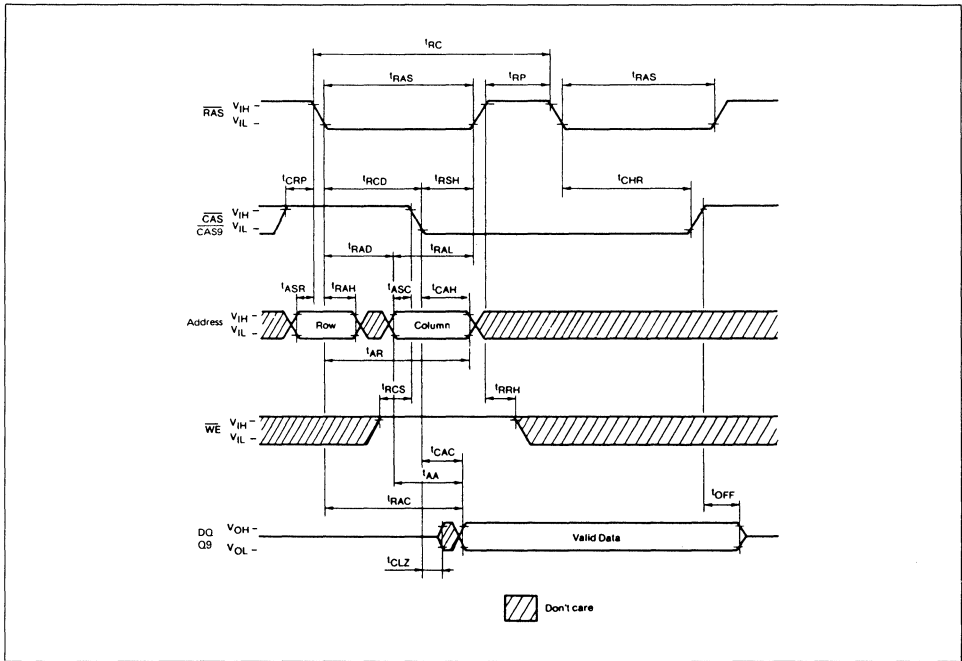 tRC
tRAS tRP tRAS
RAS VIH
VIL
tCRP tRCD tRSH tCHR
CAS VIH
CAS9 VIL
tRAD tRAL
tASR tRAH tASC tCAH
Address VIH Row Column
VIL
tAR
tRCS tRRH
WE VIH
VIL
tCAC
tAA
tRAC tOFF
DQ VOH
Q9 VOL Valid Data
tCLZ
Don't care